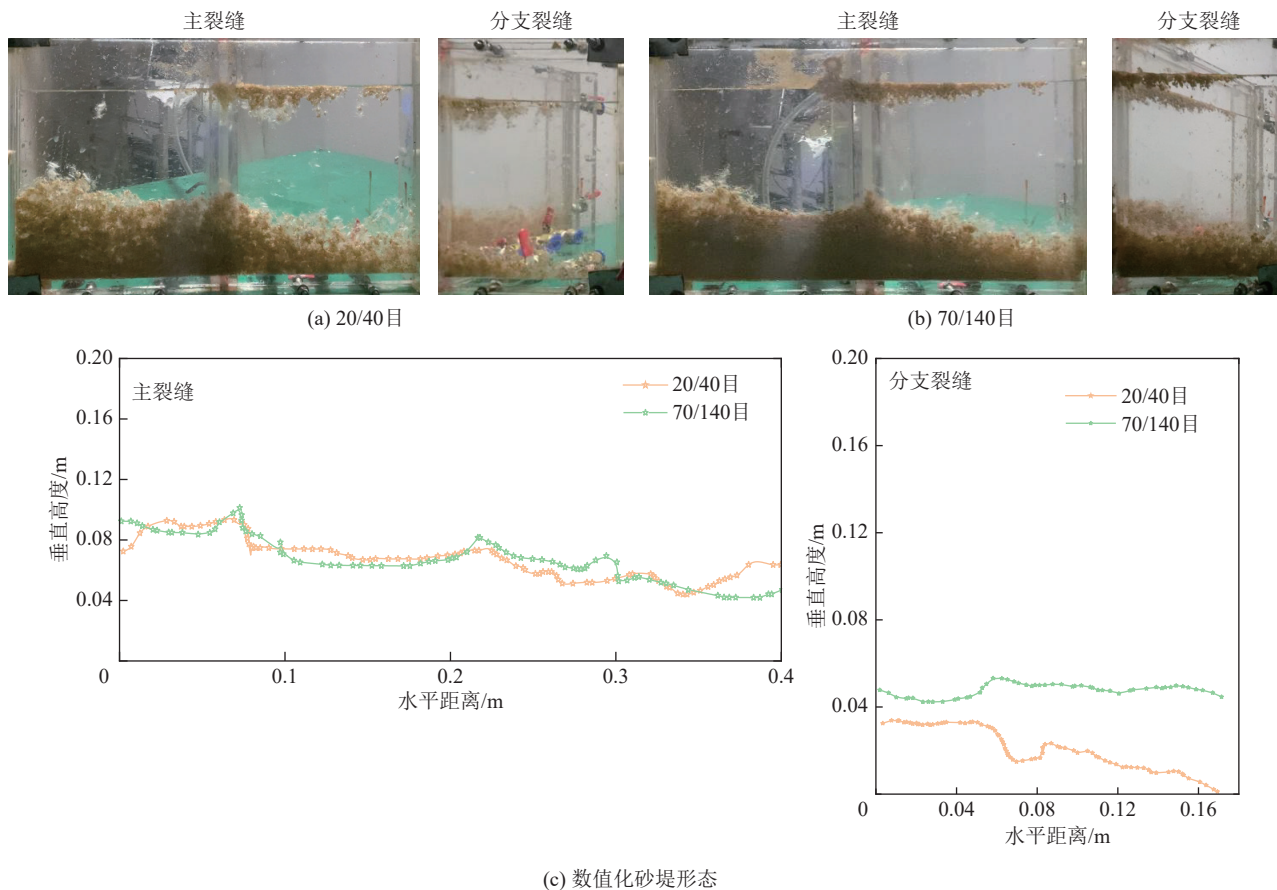 主裂缝
分支裂缝
主裂缝
分支裂缝
(a) 20/40目
(b) 70/140目
0.20
0.16
0.12
0.08
0.04
0
0.1
0.2
0.3
0.4
垂直高度/m
水平距离/m
主裂缝
20/40目
70/140目
0.20
0.16
0.12
0.08
0.04
0
0.04
0.08
0.12
0.16
垂直高度/m
水平距离/m
分支裂缝
20/40目
70/140目
(c) 数值化砂堤形态